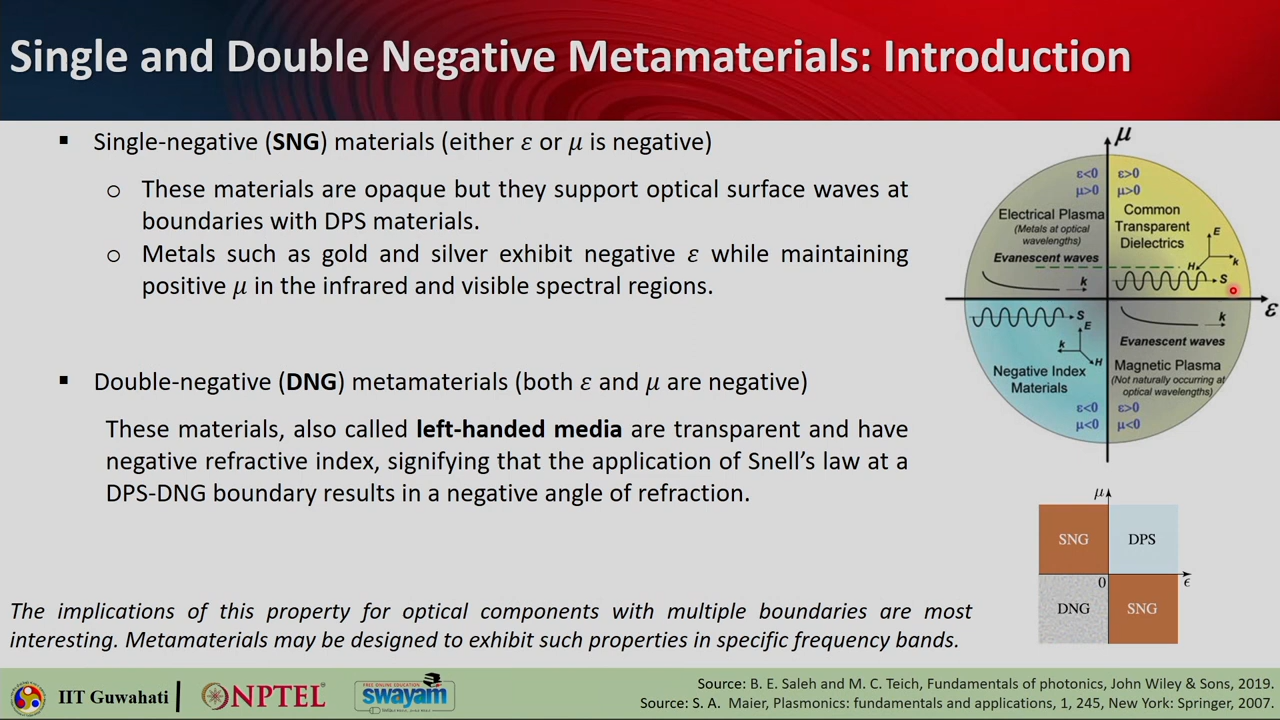 Single and Double Negative Metamaterials: Introduction
▪ Single-negative (SNG) materials (either ε or μ is negative)
o These materials are opaque but they support optical surface waves at
boundaries with DPS materials.
o Metals such as gold and silver exhibit negative ε while maintaining
positive μ in the infrared and visible spectral regions.
▪ Double-negative (DNG) metamaterials (both ε and μ are negative)
These materials, also called left-handed media are transparent and have
negative refractive index, signifying that the application of Snell's law at a
DPS-DNG boundary results in a negative angle of refraction.
The implications of this property for optical components with multiple boundaries are most
interesting. Metamaterials may be designed to exhibit such properties in specific frequency bands.
μ
ε<0
μ>0
Electrical Plasma
(Metals at optical
wavelengths)
Evanescent waves
k
ε>0
μ>0
Common
Transparent
Dielectrics
E
H
k
S
ε
S
E
k
H
Negative Index
Materials
ε<0
μ<0
k
Evanescent waves
Magnetic Plasma
(Not naturally occurring at
optical wavelengths)
ε>0
μ<0
μ
SNG DPS
0 ϵ
DNG SNG
IIT Guwahati
NPTEL
FREE ONLINE EDUCATION
swayam
Source: B. E. Saleh and M. C. Teich, Fundamentals of photonics, John Wiley & Sons, 2019.
Source: S. A. Maier, Plasmonics: fundamentals and applications, 1, 245, New York: Springer, 2007.